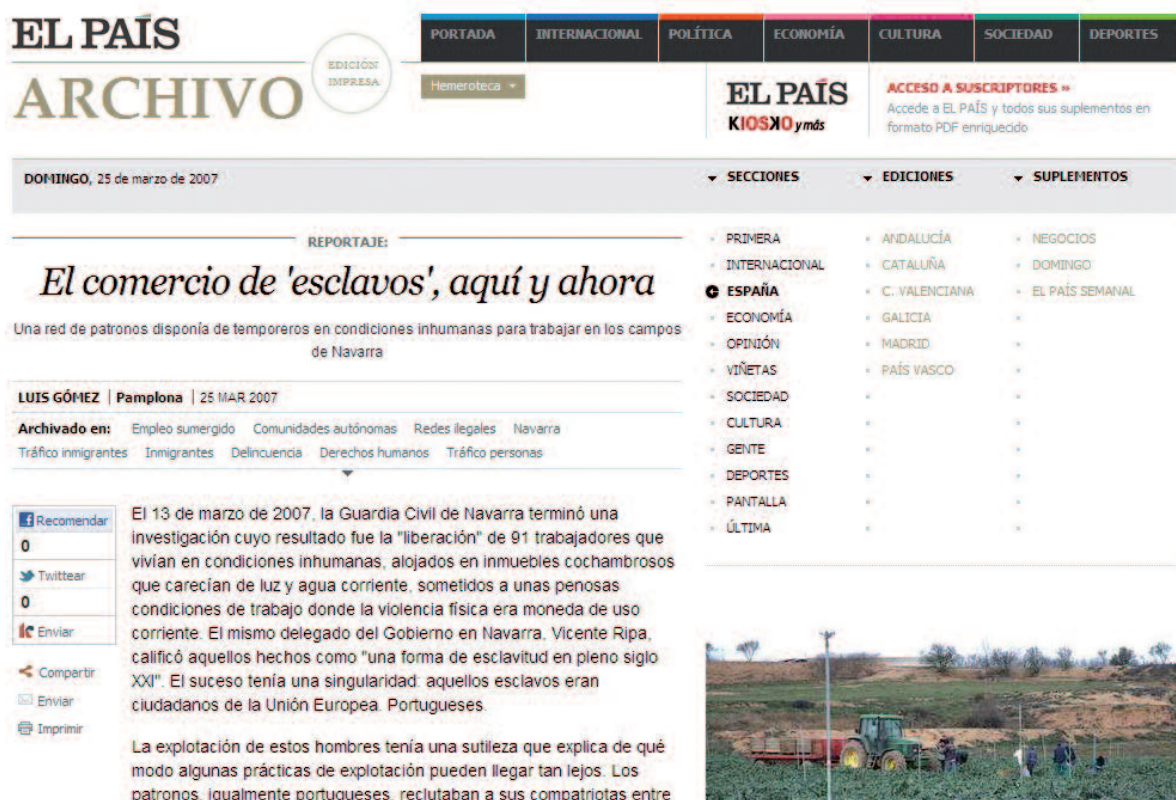 EL PAÍS
ARCHIVO
EDICIÓN
IMPRESA
PORTADA
INTERNACIONAL
POLÍTICA
ECONOMÍA
CULTURA
SOCIEDAD
DEPORTES
Hemeroteca
EL PAÍS
KIOSKO y más
ACCESO A SUSCRIPTORES »
Accede a EL PAÍS y todos sus suplementos en
formato PDF enriquecido
DOMINGO, 25 de marzo de 2007
REPORTAJE:
El comercio de 'esclavos', aquí y ahora
Una red de patronos disponía de temporeros en condiciones inhumanas para trabajar en los campos
de Navarra
LUIS GÓMEZ | Pamplona | 25 MAR 2007
Archivado en: Empleo sumergido Comunidades autónomas Redes ilegales Navarra
Tráfico inmigrantes Inmigrantes Delincuencia Derechos humanos Tráfico personas
Recomendar
0
Twittear
0
Enviar
Compartir
Enviar
Imprimir
El 13 de marzo de 2007, la Guardia Civil de Navarra terminó una
investigación cuyo resultado fue la "liberación" de 91 trabajadores que
vivían en condiciones inhumanas, alojados en inmuebles cochambrosos
que carecían de luz y agua corriente, sometidos a unas penosas
condiciones de trabajo donde la violencia física era moneda de uso
corriente. El mismo delegado del Gobierno en Navarra, Vicente Ripa,
calificó aquellos hechos como "una forma de esclavitud en pleno siglo
XXI". El suceso tenía una singularidad: aquellos esclavos eran
ciudadanos de la Unión Europea. Portugueses.
La explotación de estos hombres tenía una sutileza que explica de qué
modo algunas prácticas de explotación pueden llegar tan lejos. Los
patronos, igualmente portugueses, reclutaban a sus compatriotas entre
SECCIONES
PRIMERA
INTERNACIONAL
ESPAÑA
ECONOMÍA
OPINIÓN
VIÑETAS
SOCIEDAD
CULTURA
GENTE
DEPORTES
PANTALLA
ÚLTIMA
EDICIONES
ANDALUCÍA
CATALUÑA
C. VALENCIANA
GALICIA
MADRID
PAÍS VASCO
SUPLEMENTOS
NEGOCIOS
DOMINGO
EL PAÍS SEMANAL